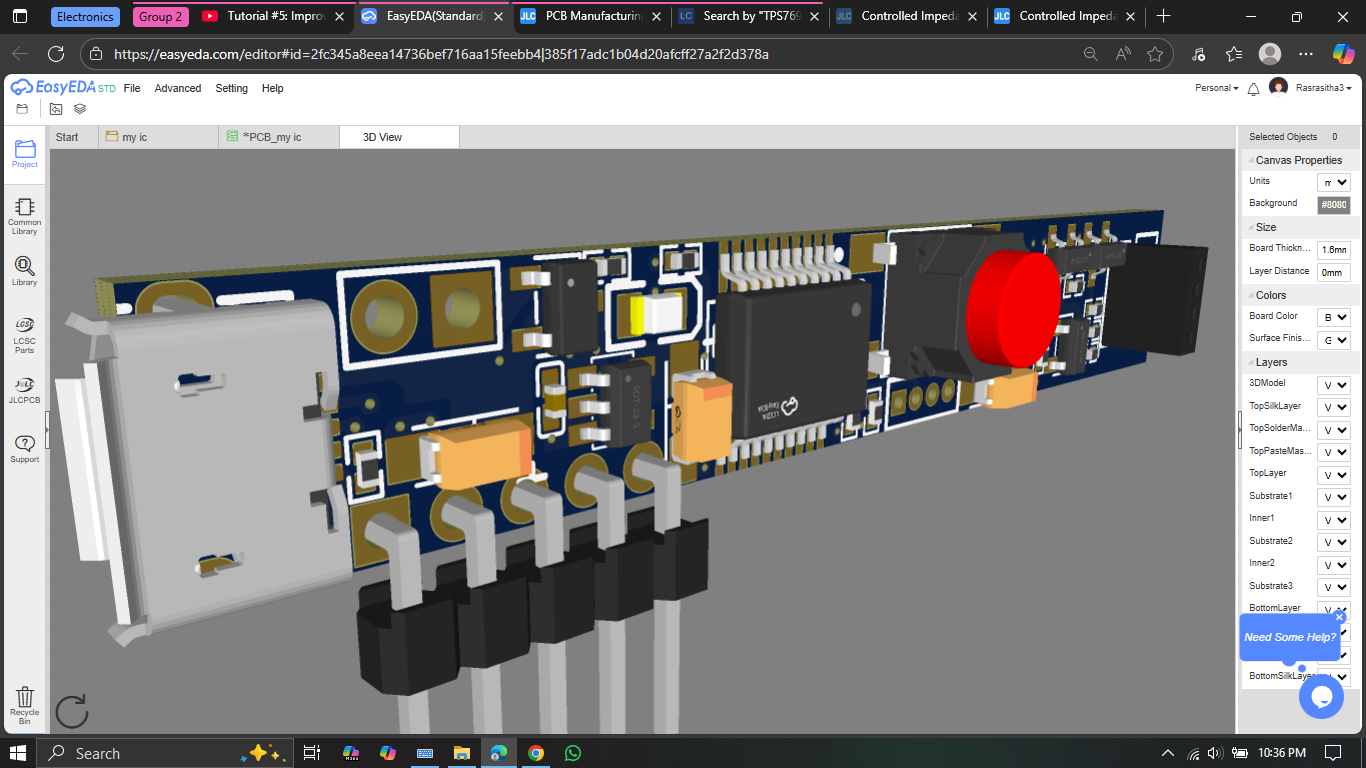 Electronics
Group 2
Tutorial #5: Improv
EasyEDA(Standard)
PCB Manufacturin
Search by "TPS769
Controlled Impeda
Controlled Impeda
https://easyeda.com/editor#id=2fc345a8eea14736bef716aa15feebb4|385f17adc1b04d20afcff27a2f2d378a
EasyEDA STD File Advanced Setting Help
Personal
Rasrasitha3
Start
my ic
*PCB_my ic
3D View
Project
Common Library
Library
LCSC Parts
JLCPCB
Support
Recycle Bin
Selected Objects 0
Canvas Properties
Units
Background #8080
Size
Board Thickn... 1.6mm
Layer Distance 0mm
Colors
Board Color B
Surface Finis... G
Layers
3DModel V
TopSilkLayer V
TopSolderMa... V
TopPasteMas... V
TopLayer V
Substrate1 V
Inner1 V
Substrate2 V
Inner2 V
Substrate3 V
BottomLayer V
Need Some Help?
BottomSilkLayer
SOT-23-5
LCEDA
EasyEDA
Search
10:36 PM